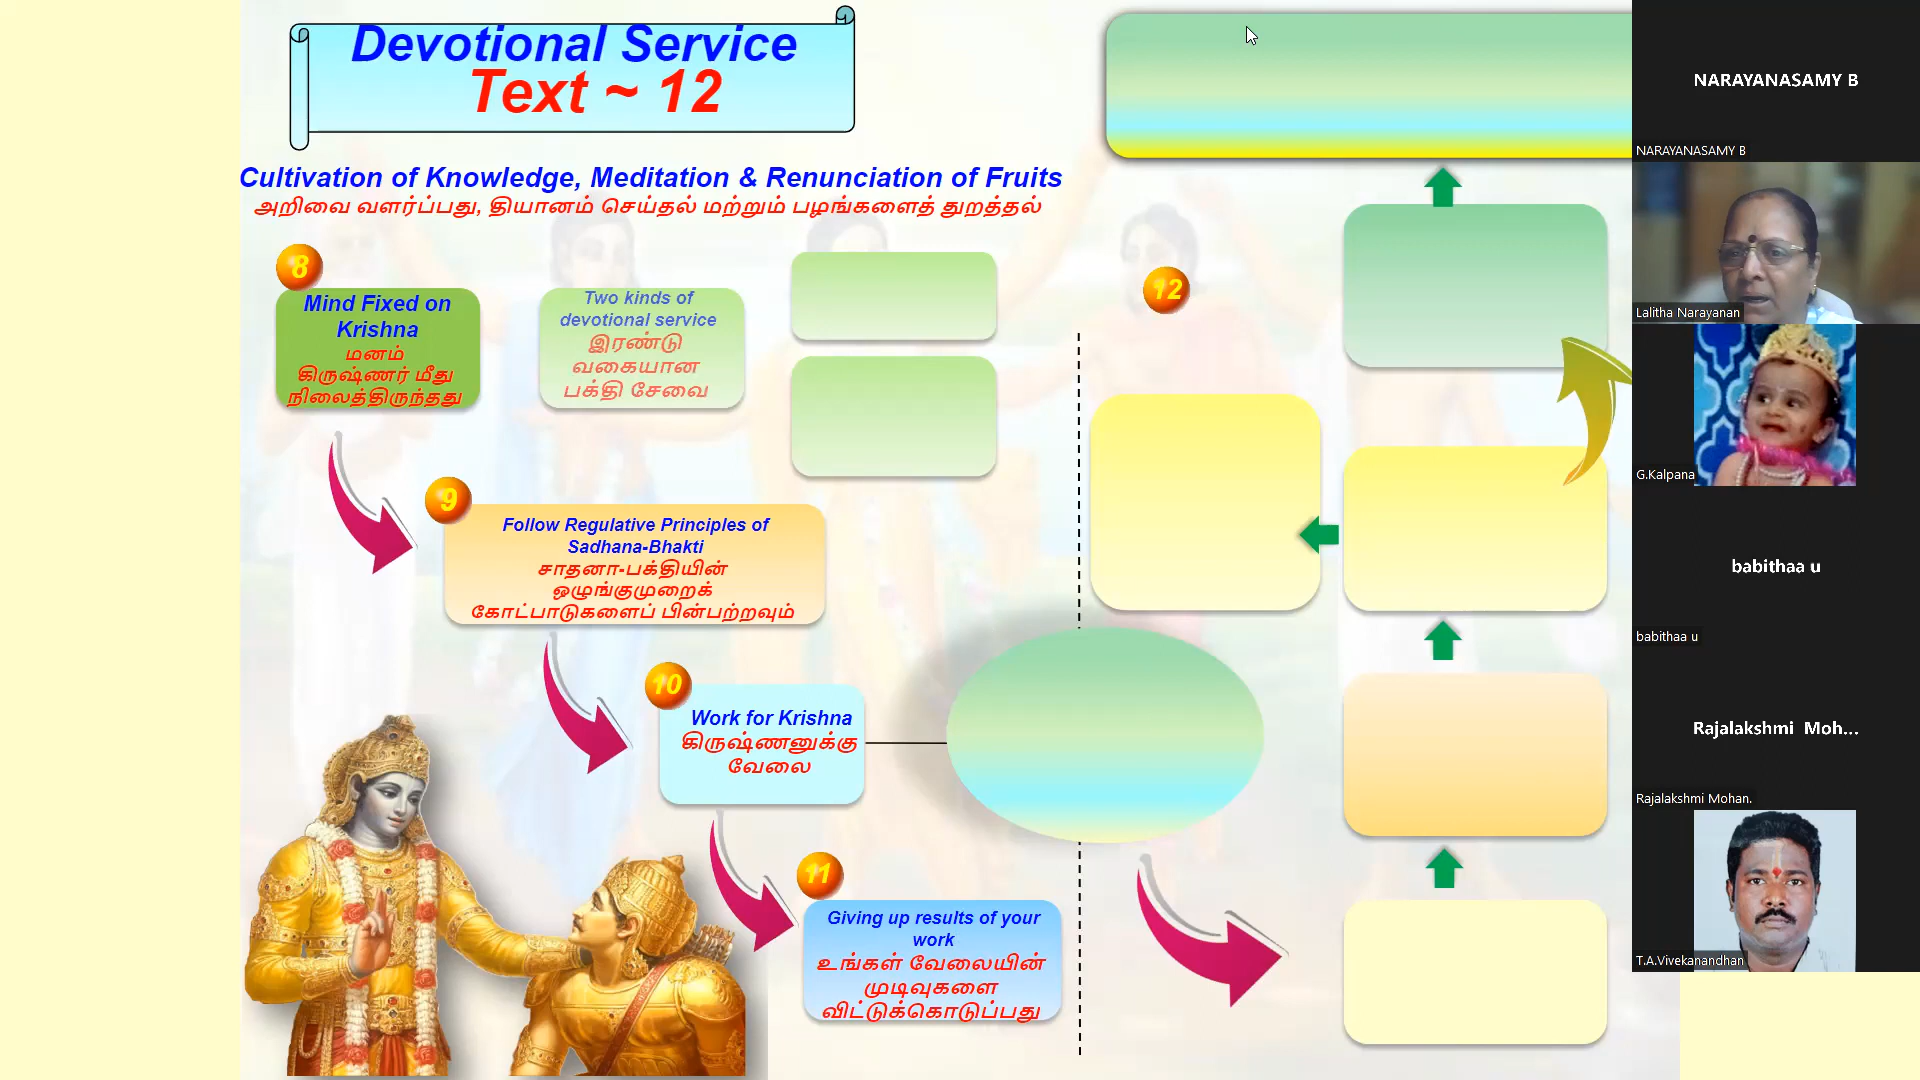 Devotional Service
Text ~ 12
Cultivation of Knowledge, Meditation & Renunciation of Fruits
அறிவை வளர்ப்பது, தியானம் செய்தல் மற்றும் பழங்களைத் துறத்தல்
8
Mind Fixed on
Krishna
மனம்
கிருஷ்ணர் மீது
நிலைத்திருந்தது
Two kinds of
devotional service
இரண்டு
வகையான
பக்தி சேவை
9
Follow Regulative Principles of
Sadhana-Bhakti
சாதனா-பக்தியின்
ஒழுங்குமுறைக்
கோட்பாடுகளைப் பின்பற்றவும்
10
Work for Krishna
கிருஷ்ணனுக்கு
வேலை
11
Giving up results of your
work
உங்கள் வேலையின்
முடிவுகளை
விட்டுக்கொடுப்பது
12
NARAYANASAMY B
NARAYANASAMY B
Lalitha Narayanan
G.Kalpana
babithaa u
babithaa u
Rajalakshmi Moh...
Rajalakshmi Mohan.
T.A.Vivekanandhan